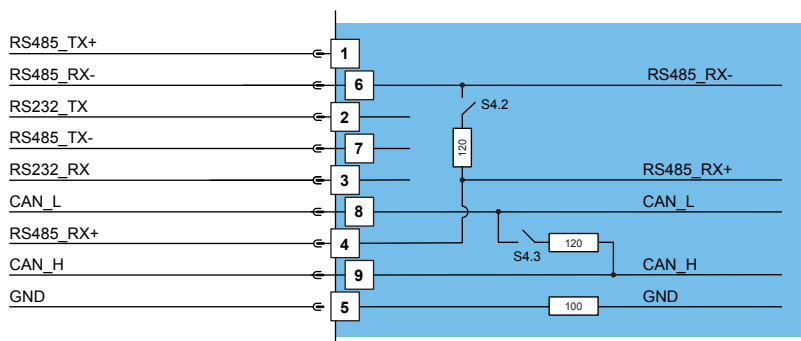 RS485_TX+ 1
RS485_RX- 6 RS485_RX-
RS232_TX 2 S4.2
RS485_TX- 7 120
RS232_RX 3 RS485_RX+
CAN_L 8 CAN_L
RS485_RX+ 4 S4.3 120
CAN_H 9 CAN_H
GND 5 100 GND